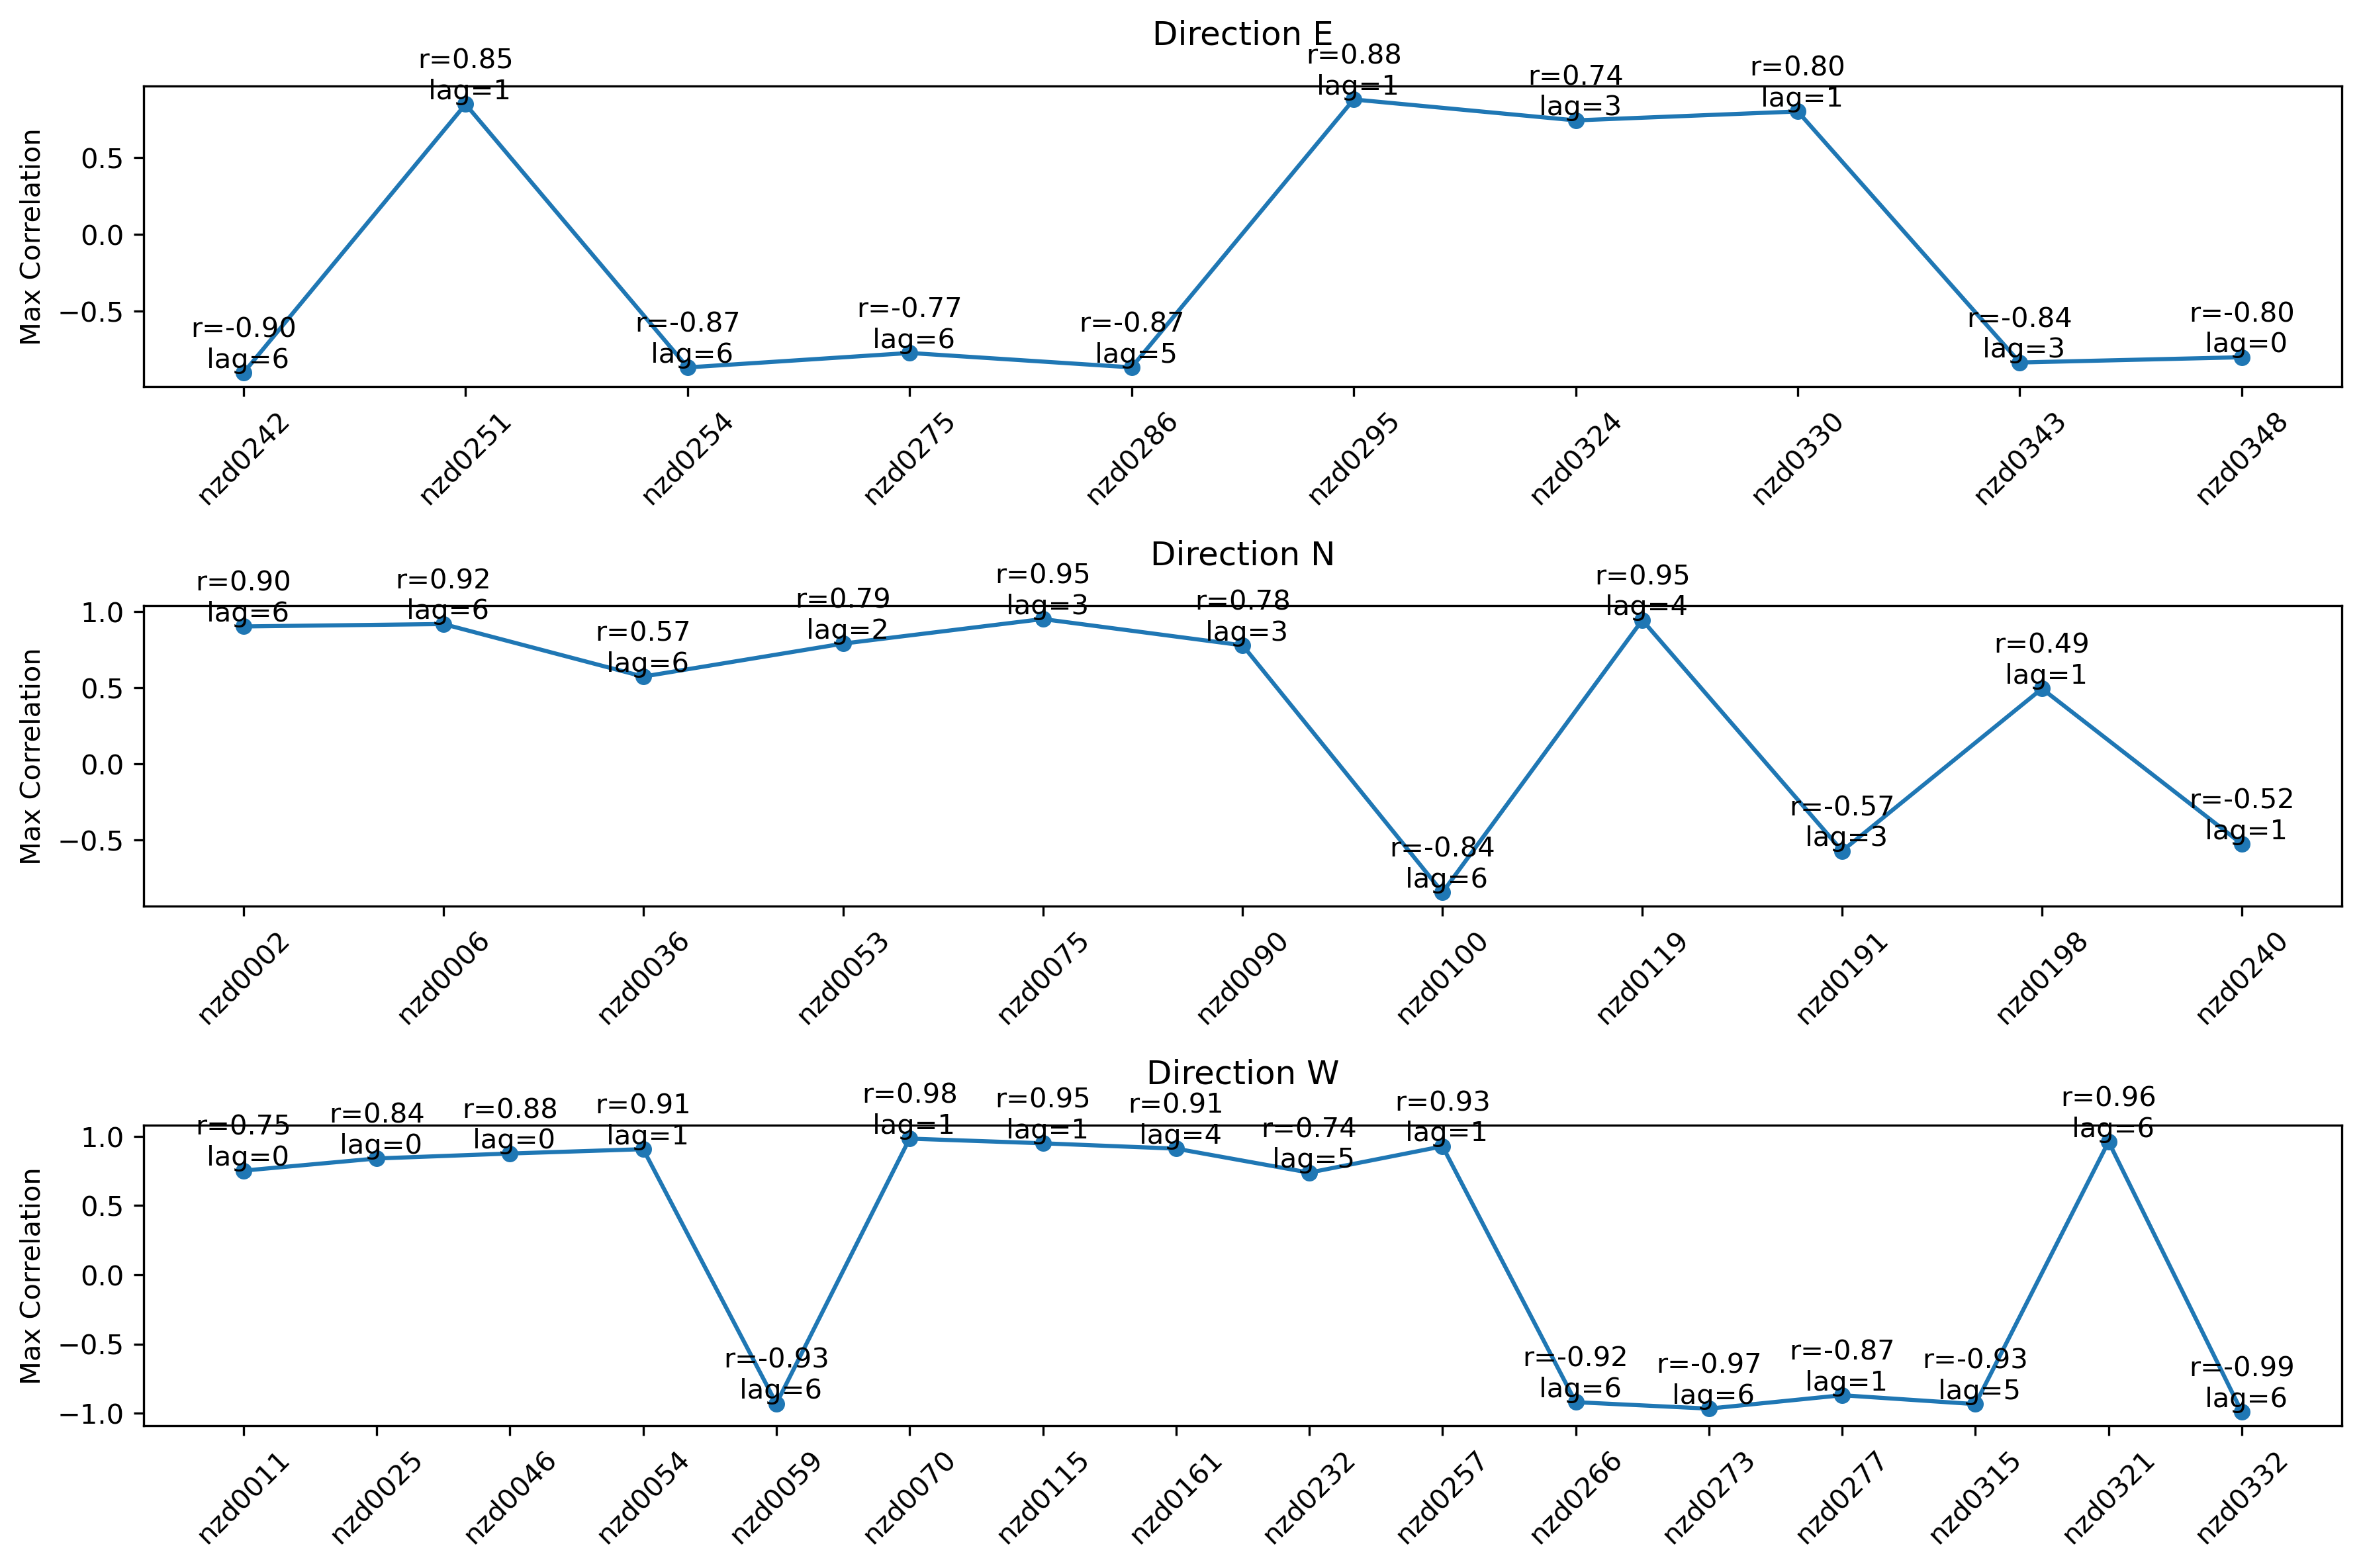 Direction E
r=0.85
lag=1
r=0.88
lag=1
r=0.74
lag=3
r=0.80
lag=1
r=-0.90
lag=6
r=-0.87
lag=6
r=-0.77
lag=6
r=-0.87
lag=5
r=-0.84
lag=3
r=-0.80
lag=0
Max Correlation
0.5
0.0
−0.5
nzd0242
nzd0251
nzd0254
nzd0275
nzd0286
nzd0295
nzd0324
nzd0330
nzd0343
nzd0348
Direction N
r=0.90
lag=6
r=0.92
lag=6
r=0.57
lag=6
r=0.79
lag=2
r=0.95
lag=3
r=0.78
lag=3
r=-0.84
lag=6
r=0.95
lag=4
r=-0.57
lag=3
r=0.49
lag=1
r=-0.52
lag=1
Max Correlation
1.0
0.5
0.0
−0.5
nzd0002
nzd0006
nzd0036
nzd0053
nzd0075
nzd0090
nzd0100
nzd0119
nzd0191
nzd0198
nzd0240
Direction W
r=0.75
lag=0
r=0.84
lag=0
r=0.88
lag=0
r=0.91
lag=1
r=-0.93
lag=6
r=0.98
lag=1
r=0.95
lag=1
r=0.91
lag=4
r=0.74
lag=5
r=0.93
lag=1
r=-0.92
lag=6
r=-0.97
lag=6
r=-0.87
lag=1
r=-0.93
lag=5
r=0.96
lag=6
r=-0.99
lag=6
Max Correlation
1.0
0.5
0.0
−0.5
−1.0
nzd0011
nzd0025
nzd0046
nzd0054
nzd0059
nzd0070
nzd0115
nzd0161
nzd0232
nzd0257
nzd0266
nzd0273
nzd0277
nzd0315
nzd0321
nzd0332